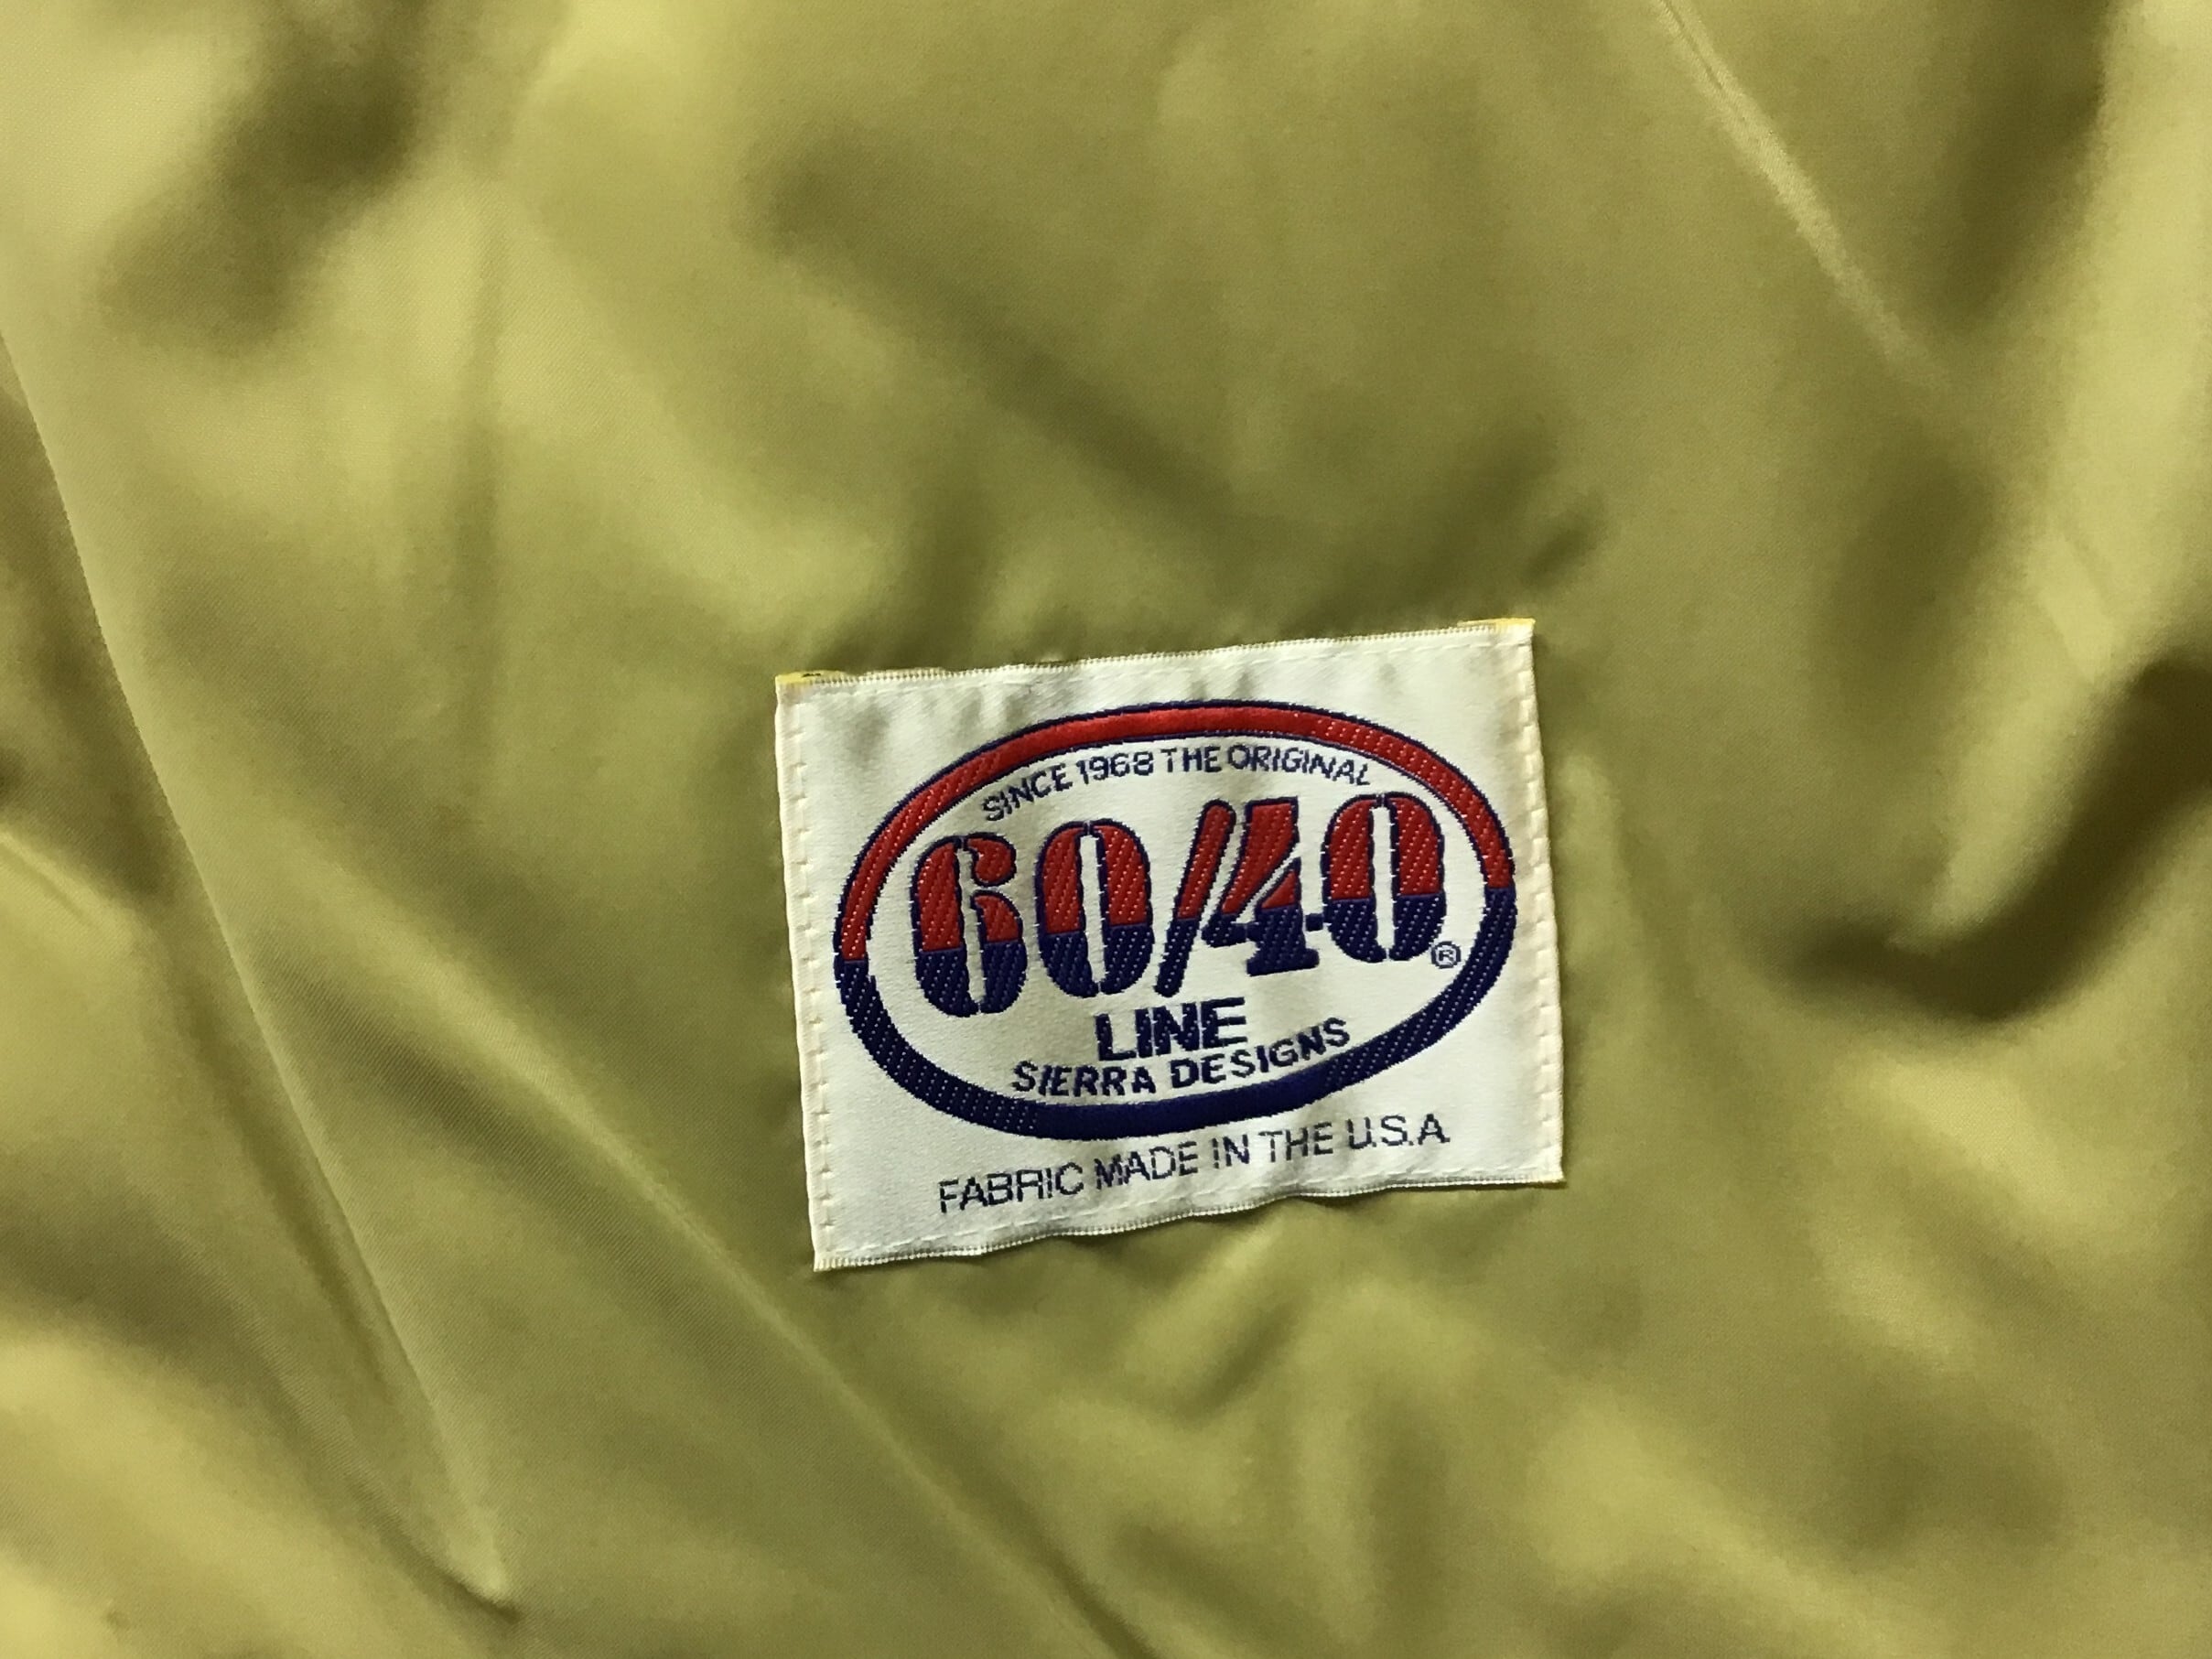 SINCE 1968 THE ORIGINAL
60/40®
LINE
SIERRA DESIGNS
FABRIC MADE IN THE U.S.A